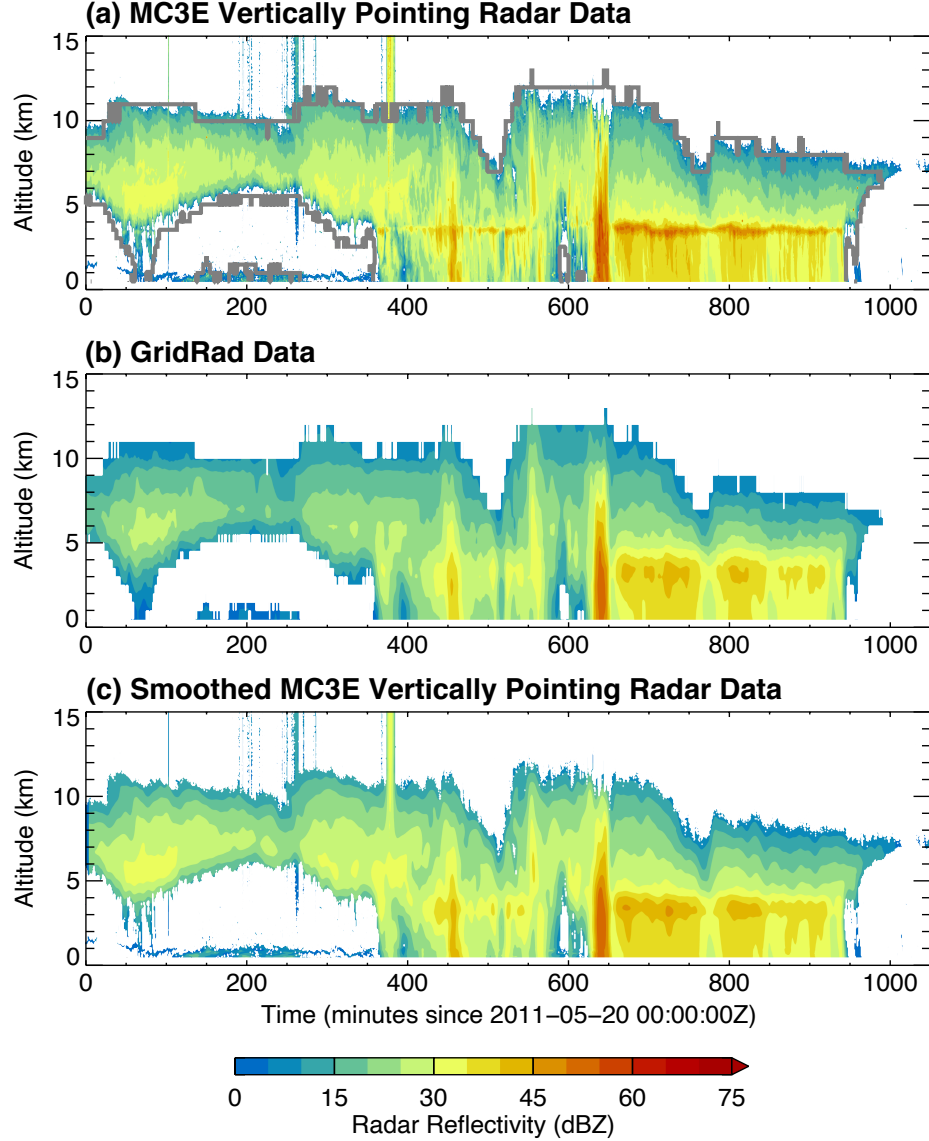 (a) MC3E Vertically Pointing Radar Data
15
10
5
0
Altitude (km)
0 200 400 600 800 1000
(b) GridRad Data
15
10
5
0
Altitude (km)
0 200 400 600 800 1000
(c) Smoothed MC3E Vertically Pointing Radar Data
15
10
5
0
Altitude (km)
0 200 400 600 800 1000
Time (minutes since 2011−05−20 00:00:00Z)
0 15 30 45 60 75
Radar Reflectivity (dBZ)